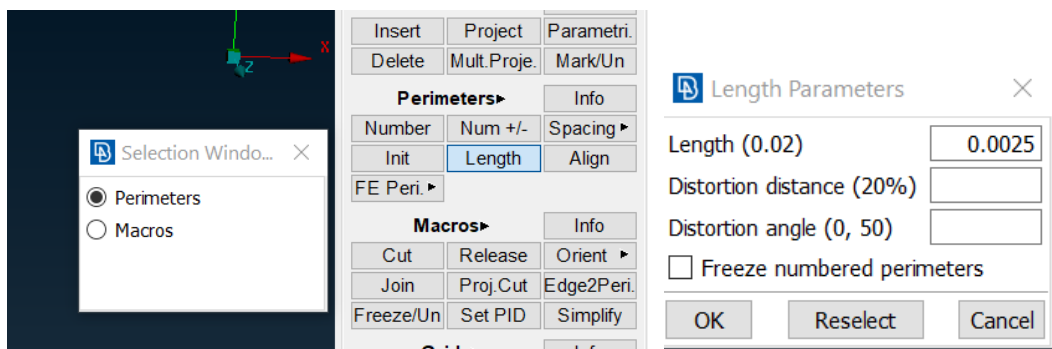 X
Z
Selection Windo...
Perimeters
Macros
Insert Project Parametri.
Delete Mult.Proje. Mark/Un
Perimeters Info
Number Num +/- Spacing
Init Length Align
FE Peri.
Macros Info
Cut Release Orient
Join Proj.Cut Edge2Peri.
Freeze/Un Set PID Simplify
Length Parameters
Length (0.02) 0.0025
Distortion distance (20%)
Distortion angle (0, 50)
Freeze numbered perimeters
OK Reselect Cancel